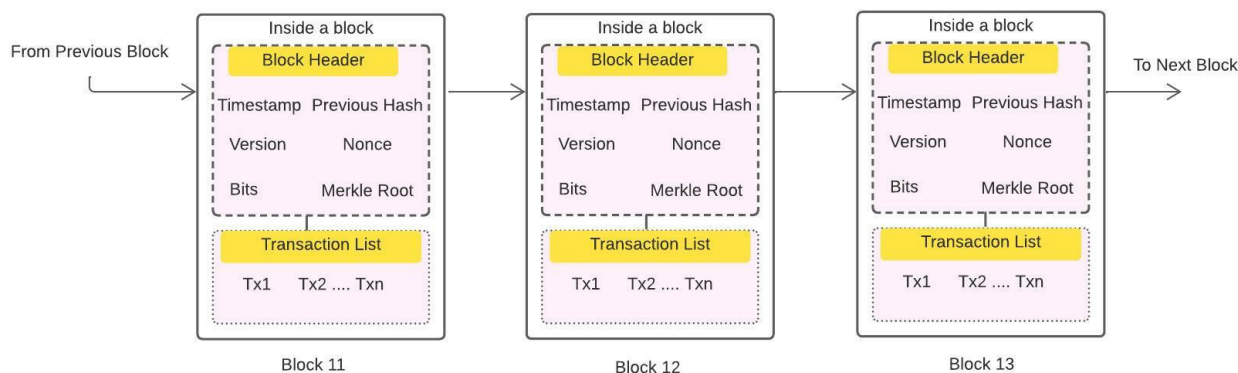 From Previous Block
Inside a block
Block Header
Timestamp Previous Hash
Version Nonce
Bits Merkle Root
Transaction List
Tx1 Tx2 .... Txn
Block 11
Inside a block
Block Header
Timestamp Previous Hash
Version Nonce
Bits Merkle Root
Transaction List
Tx1 Tx2 .... Txn
Block 12
Inside a block
Block Header
Timestamp Previous Hash
Version Nonce
Bits Merkle Root
Transaction List
Tx1 Tx2 .... Txn
Block 13
To Next Block